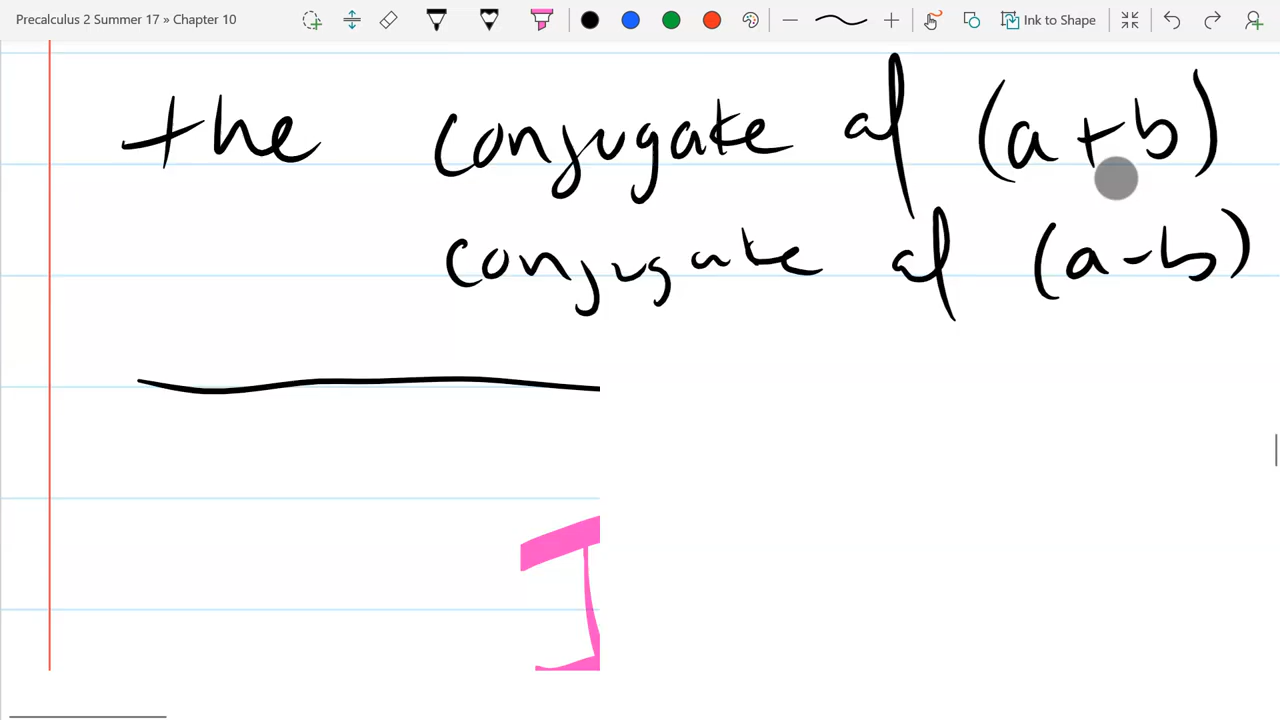 Precalculus 2 Summer 17 » Chapter 10
Ink to Shape
the conjugate of (a+b)
conjugate of (a-b)